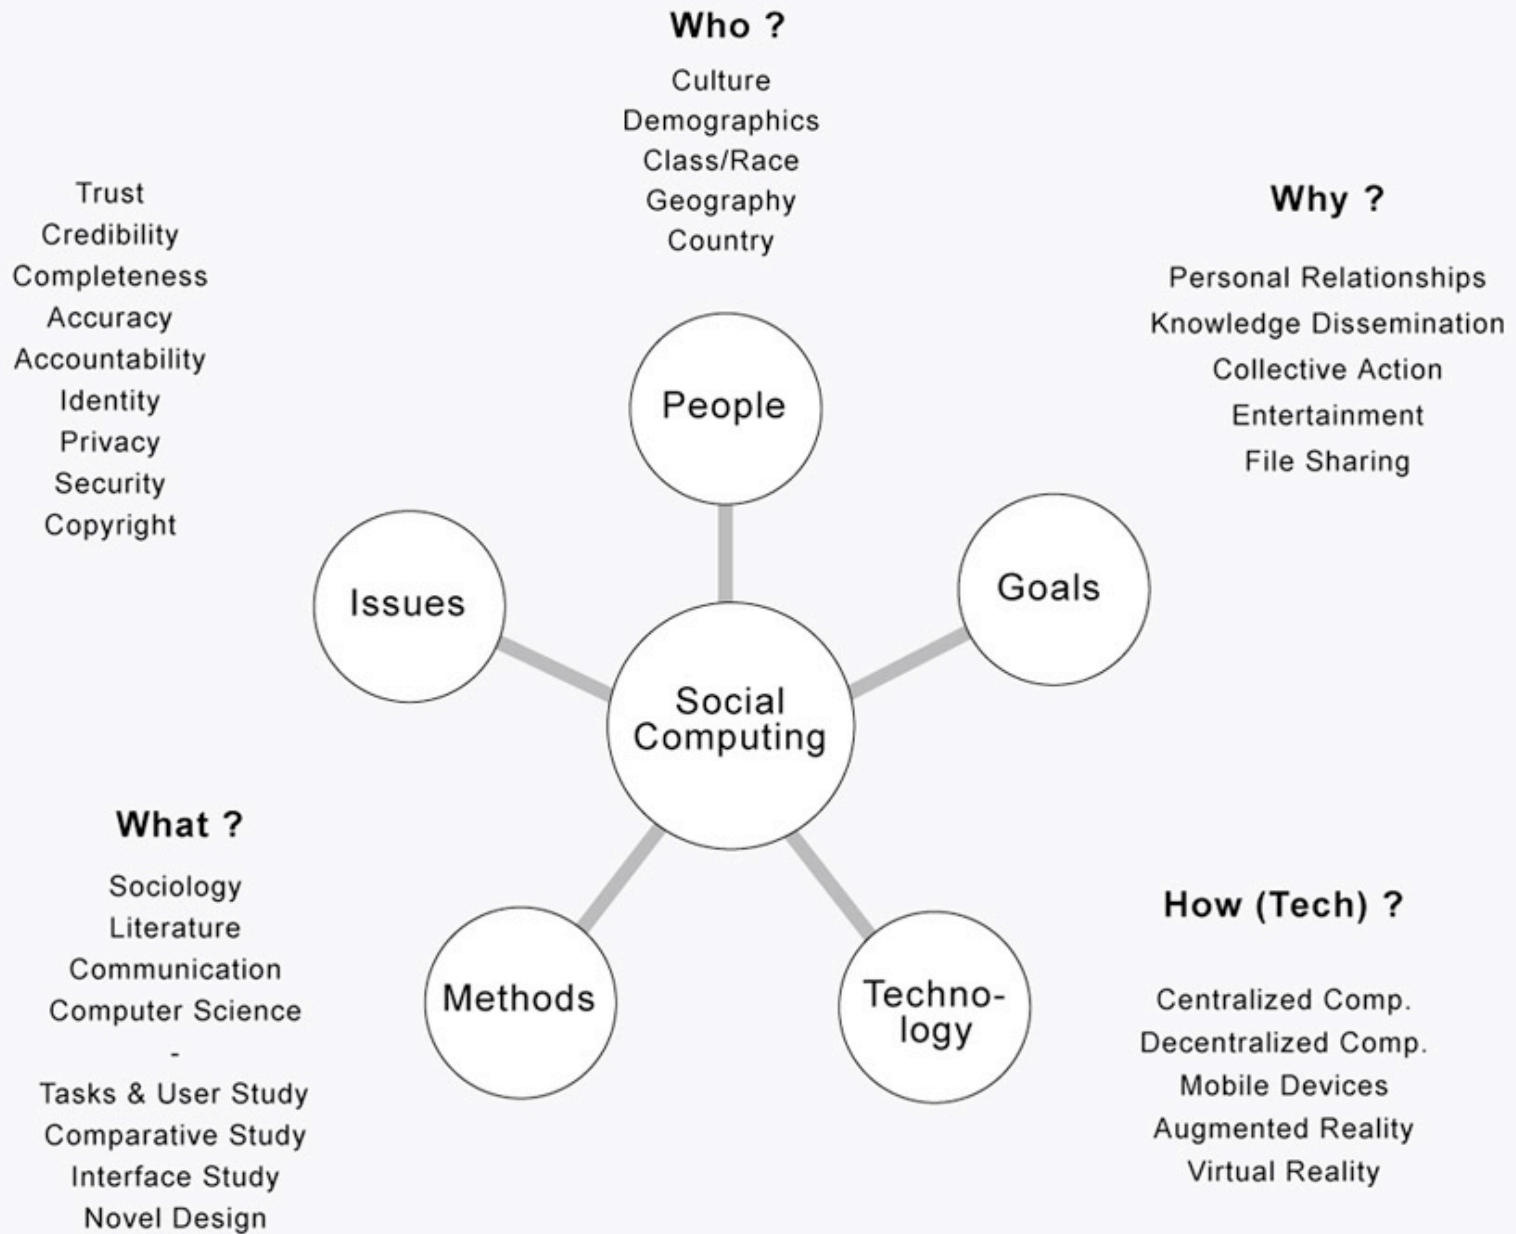 Who ?
Culture
Demographics
Class/Race
Geography
Country
Trust
Credibility
Completeness
Accuracy
Accountability
Identity
Privacy
Security
Copyright
Why ?
Personal Relationships
Knowledge Dissemination
Collective Action
Entertainment
File Sharing
People
Issues
Goals
Social
Computing
Methods
Techno-
logy
What ?
Sociology
Literature
Communication
Computer Science
-
Tasks & User Study
Comparative Study
Interface Study
Novel Design
How (Tech) ?
Centralized Comp.
Decentralized Comp.
Mobile Devices
Augmented Reality
Virtual Reality